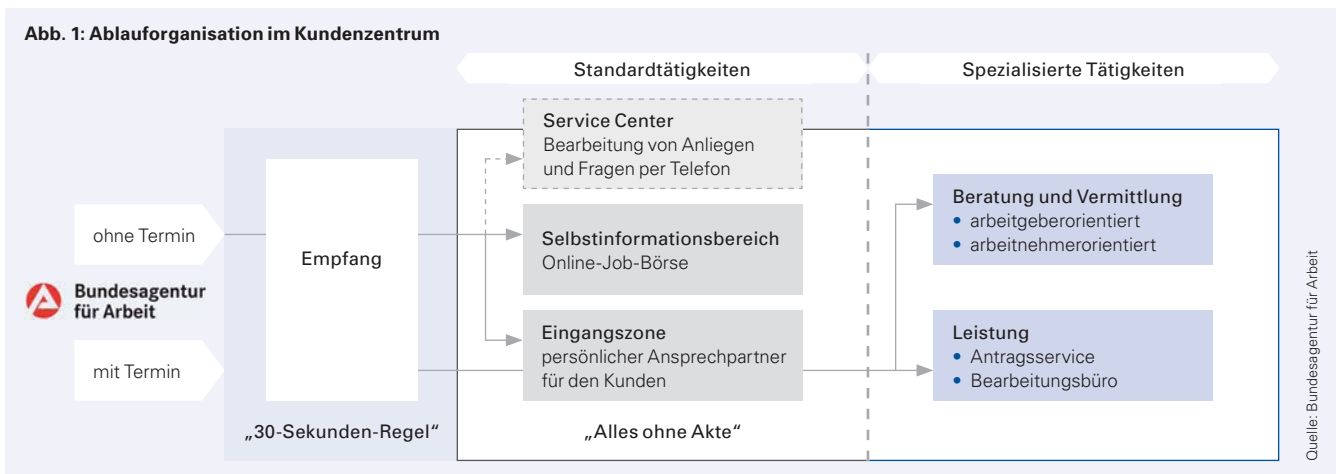 Abb. 1: Ablauforganisation im Kundenzentrum
Standardtätigkeiten
Spezialisierte Tätigkeiten
Service Center
Bearbeitung von Anliegen
und Fragen per Telefon
ohne Termin
Empfang
Selbstinformationsbereich
Online-Job-Börse
Beratung und Vermittlung
• arbeitgeberorientiert
• arbeitnehmerorientiert
Bundesagentur
für Arbeit
mit Termin
Eingangszone
persönlicher Ansprechpartner
für den Kunden
Leistung
• Antragsservice
• Bearbeitungsbüro
„30-Sekunden-Regel“
„Alles ohne Akte“
Quelle: Bundesagentur für Arbeit